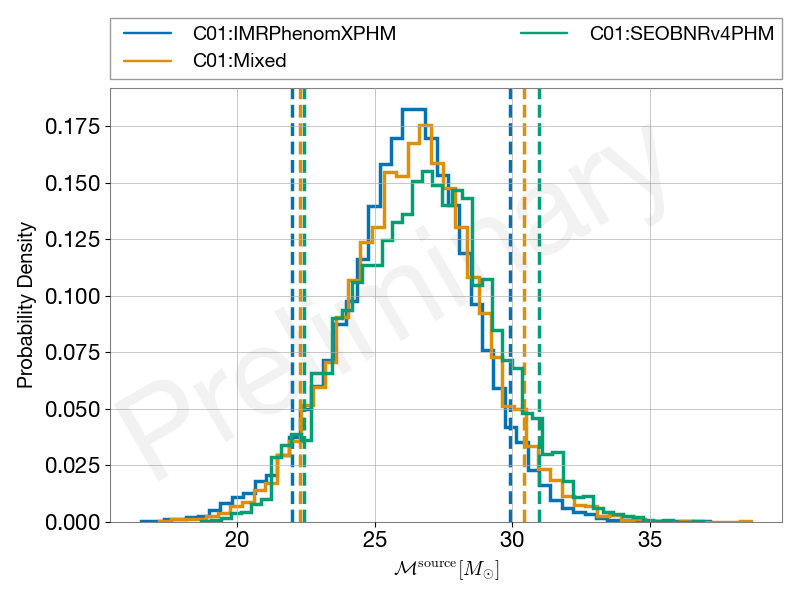 C01:IMRPhenomXPHM
C01:Mixed
C01:SEOBNRv4PHM
0.175
0.150
0.125
0.100
0.075
0.050
0.025
0.000
Probability Density
Preliminary
20 25 30 35
ℳ^source [M_⊙]